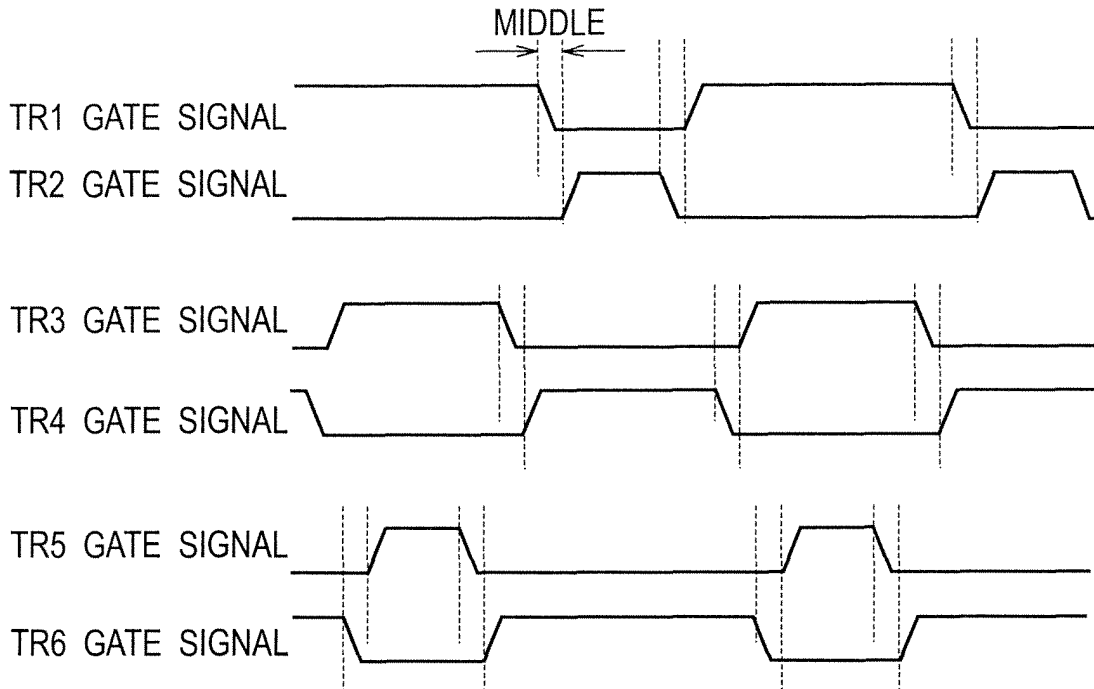 MIDDLE
TR1 GATE SIGNAL
TR2 GATE SIGNAL
TR3 GATE SIGNAL
TR4 GATE SIGNAL
TR5 GATE SIGNAL
TR6 GATE SIGNAL